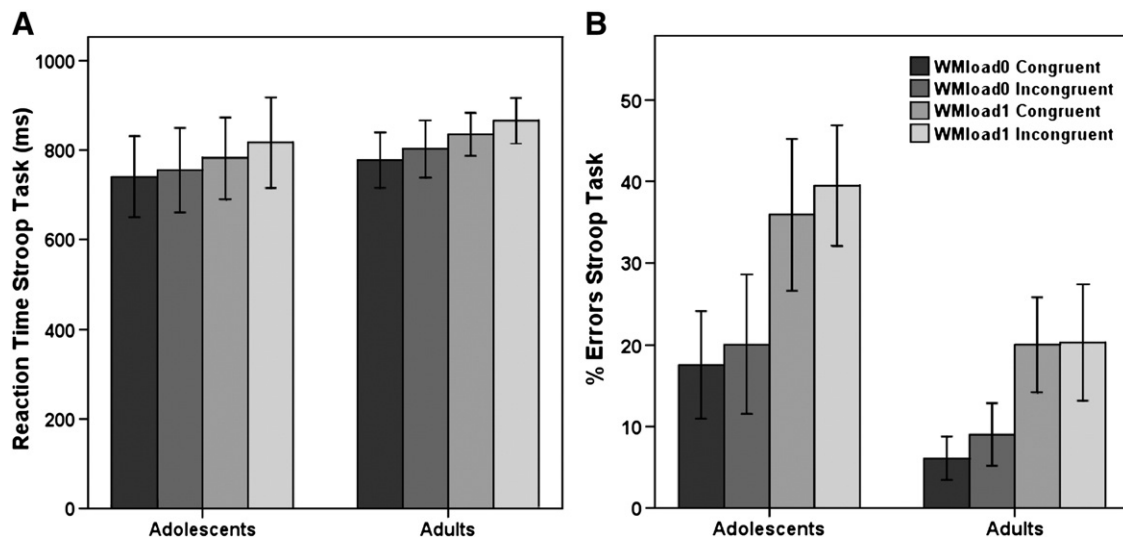 A
Reaction Time Stroop Task (ms)
1000
800
600
400
200
0
Adolescents
Adults
B
% Errors Stroop Task
50
40
30
20
10
0
WMload0 Congruent
WMload0 Incongruent
WMload1 Congruent
WMload1 Incongruent
Adolescents
Adults